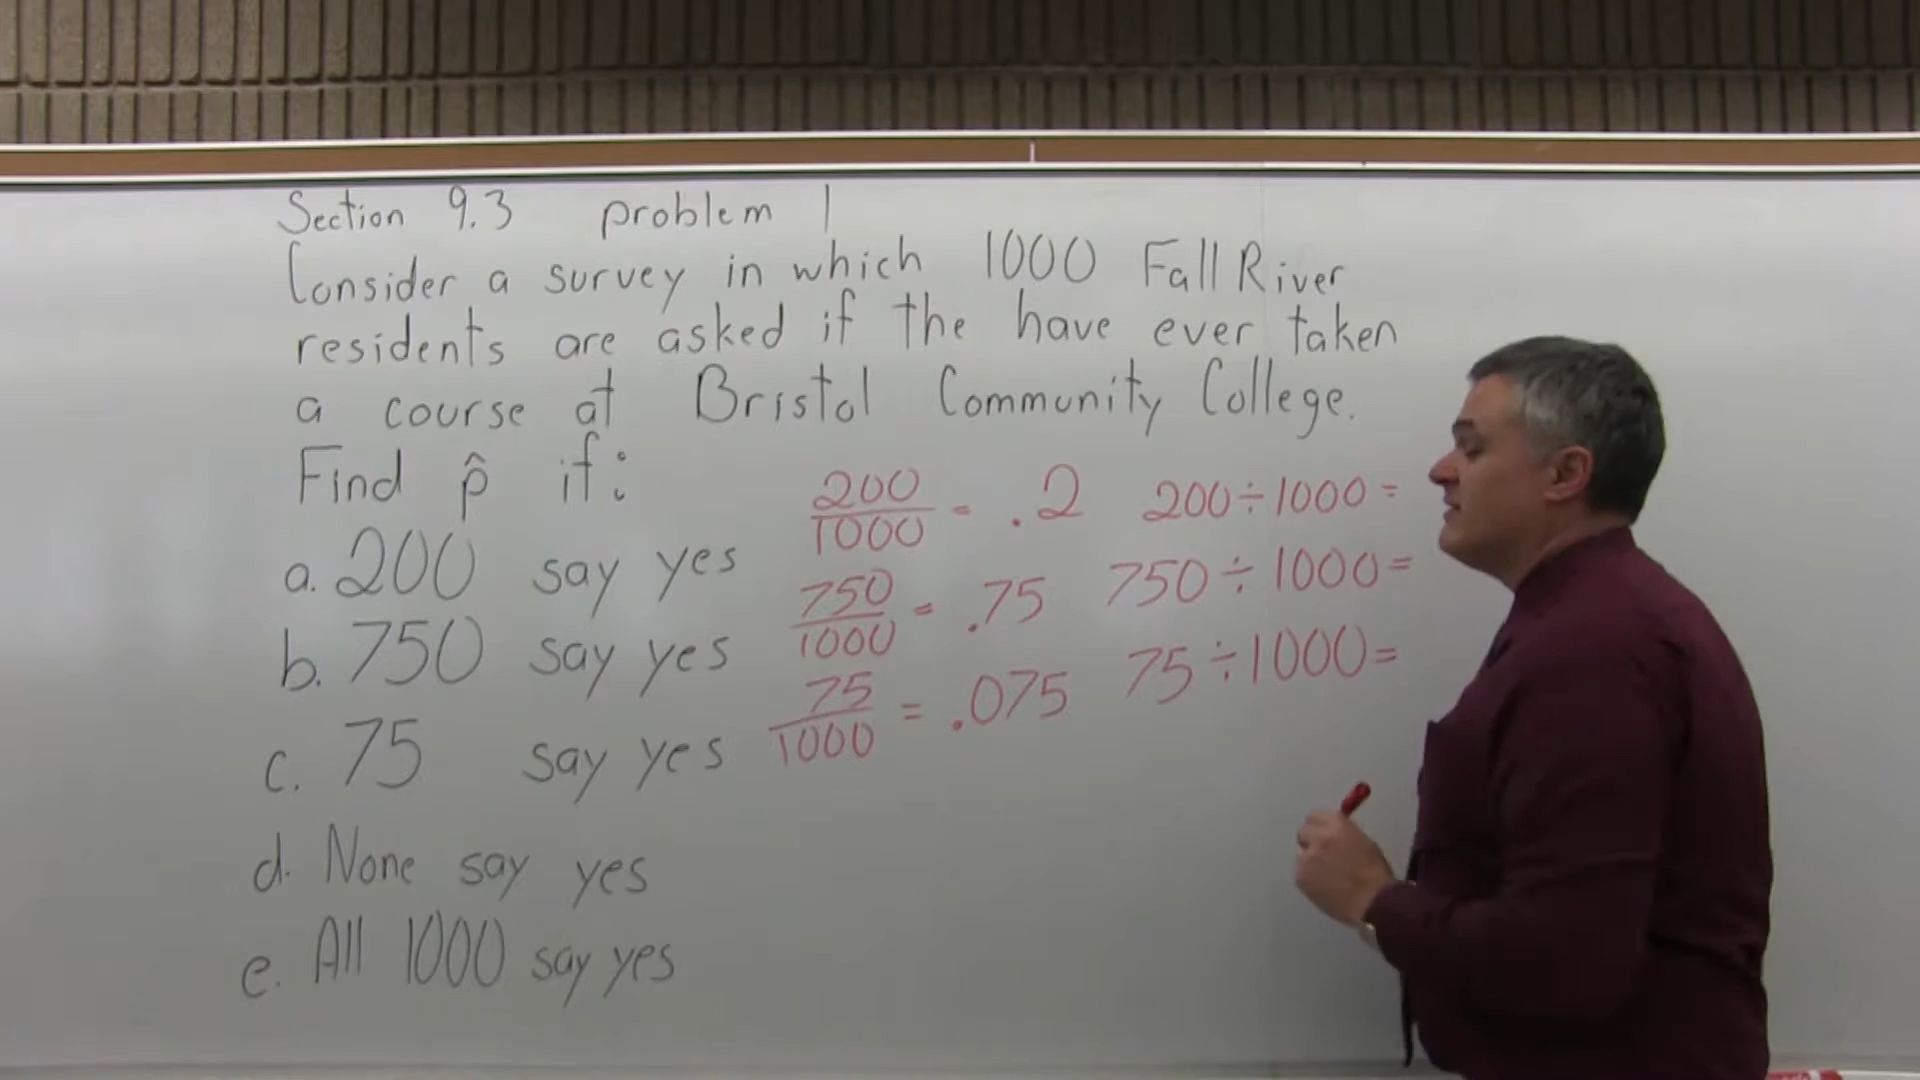 Section 9.3 problem 1
Consider a survey in which 1000 Fall River
residents are asked if the have ever taken
a course at Bristol Community College.
Find p̂ if:
200/1000 = .2 200÷1000=
a. 200 say yes
750/1000 = .75 750÷1000=
b. 750 say yes
75/1000 = .075 75÷1000=
c. 75 say yes
d. None say yes
e. All 1000 say yes